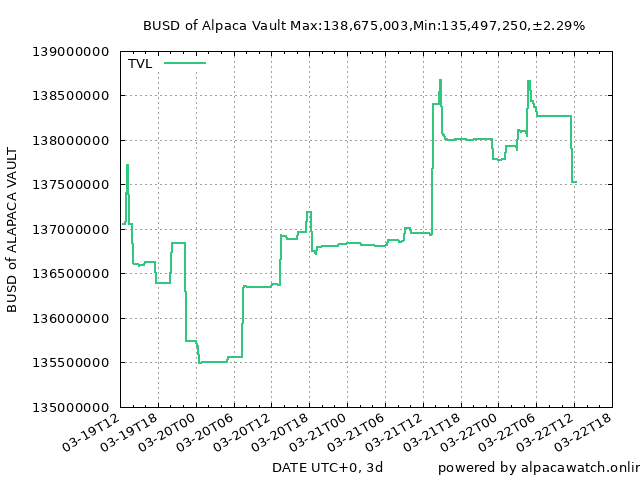 BUSD of Alpaca Vault Max:138,675,003,Min:135,497,250,±2.29%
TVL
139000000
138500000
138000000
137500000
137000000
136500000
136000000
135500000
135000000
BUSD of ALAPACA VAULT
03-19T12
03-19T18
03-20T00
03-20T06
03-20T12
03-20T18
03-21T00
03-21T06
03-21T12
03-21T18
03-22T00
03-22T06
03-22T12
03-22T18
DATE UTC+0, 3d
powered by alpacawatch.onlin